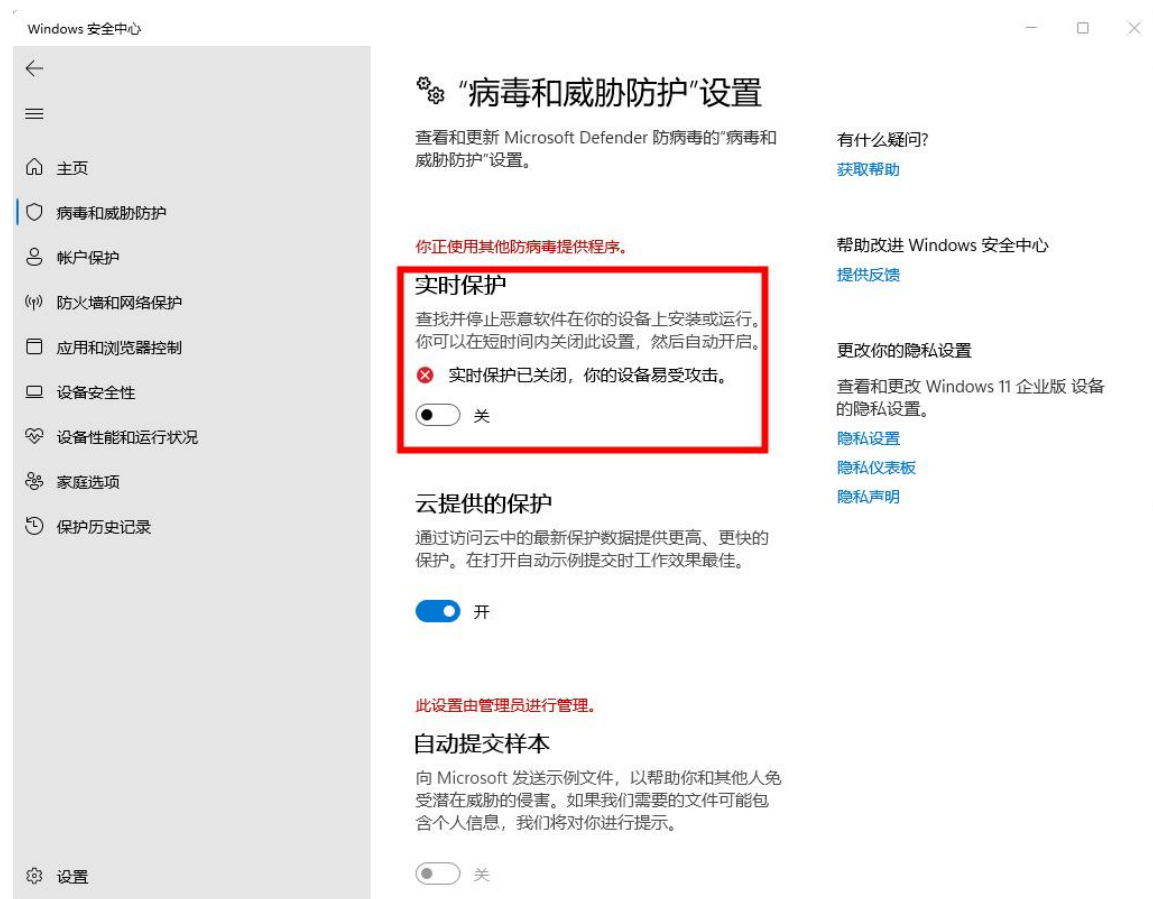 Windows 安全中心
主页
病毒和威胁防护
帐户保护
防火墙和网络保护
应用和浏览器控制
设备安全性
设备性能和运行状况
家庭选项
保护历史记录
设置
“病毒和威胁防护”设置
查看和更新 Microsoft Defender 防病毒的“病毒和
威胁防护”设置。
你正使用其他防病毒提供程序。
实时保护
查找并停止恶意软件在你的设备上安装或运行。
你可以在短时间内关闭此设置，然后自动开启。
实时保护已关闭，你的设备易受攻击。
关
云提供的保护
通过访问云中的最新保护数据提供更高、更快的
保护。在打开自动示例提交时工作效果最佳。
开
此设置由管理员进行管理。
自动提交样本
向 Microsoft 发送示例文件，以帮助你和其他人免
受潜在威胁的侵害。如果我们需要的文件可能包
含个人信息，我们将对你进行提示。
关
有什么疑问?
获取帮助
帮助改进 Windows 安全中心
提供反馈
更改你的隐私设置
查看和更改 Windows 11 企业版 设备
的隐私设置。
隐私设置
隐私仪表板
隐私声明